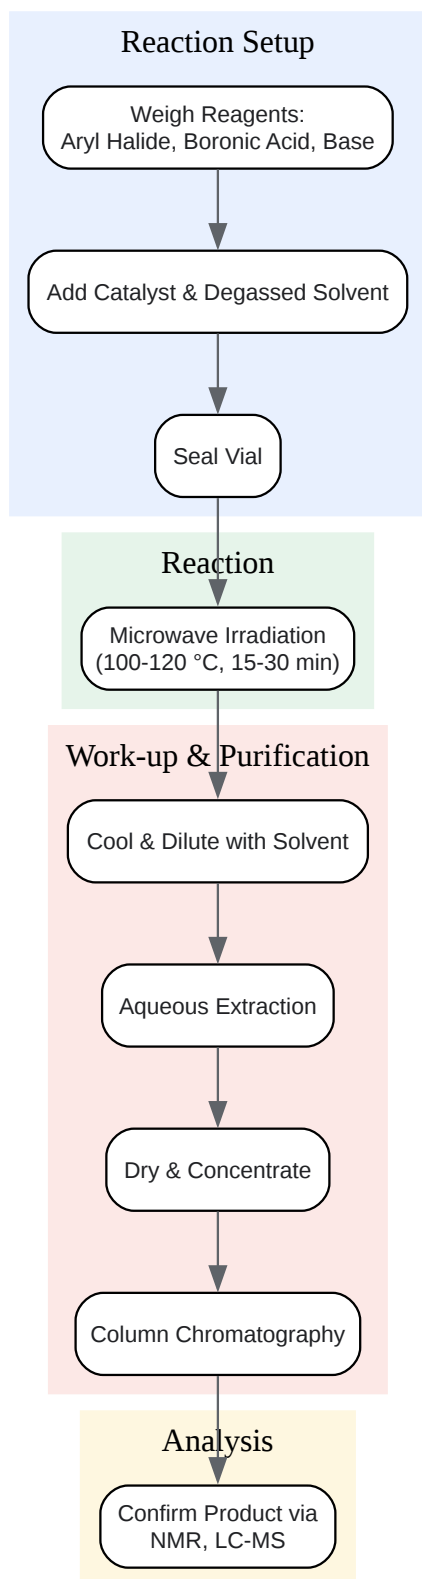 Reaction Setup
Weigh Reagents:
Aryl Halide, Boronic Acid, Base
Add Catalyst & Degassed Solvent
Seal Vial
Reaction
Microwave Irradiation
(100-120 °C, 15-30 min)
Work-up & Purification
Cool & Dilute with Solvent
Aqueous Extraction
Dry & Concentrate
Column Chromatography
Analysis
Confirm Product via
NMR, LC-MS